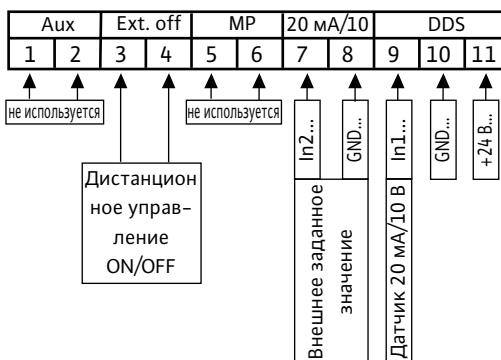 Aux Ext. off MP 20 мА/10 DDS
1 2 3 4 5 6 7 8 9 10 11
не используется
не используется
In2...
GND...
In1...
GND...
+24 В...
Дистанцион
ное управ-
ление
ON/OFF
Внешнее заданное
значение
Датчик 20 мА/10 В